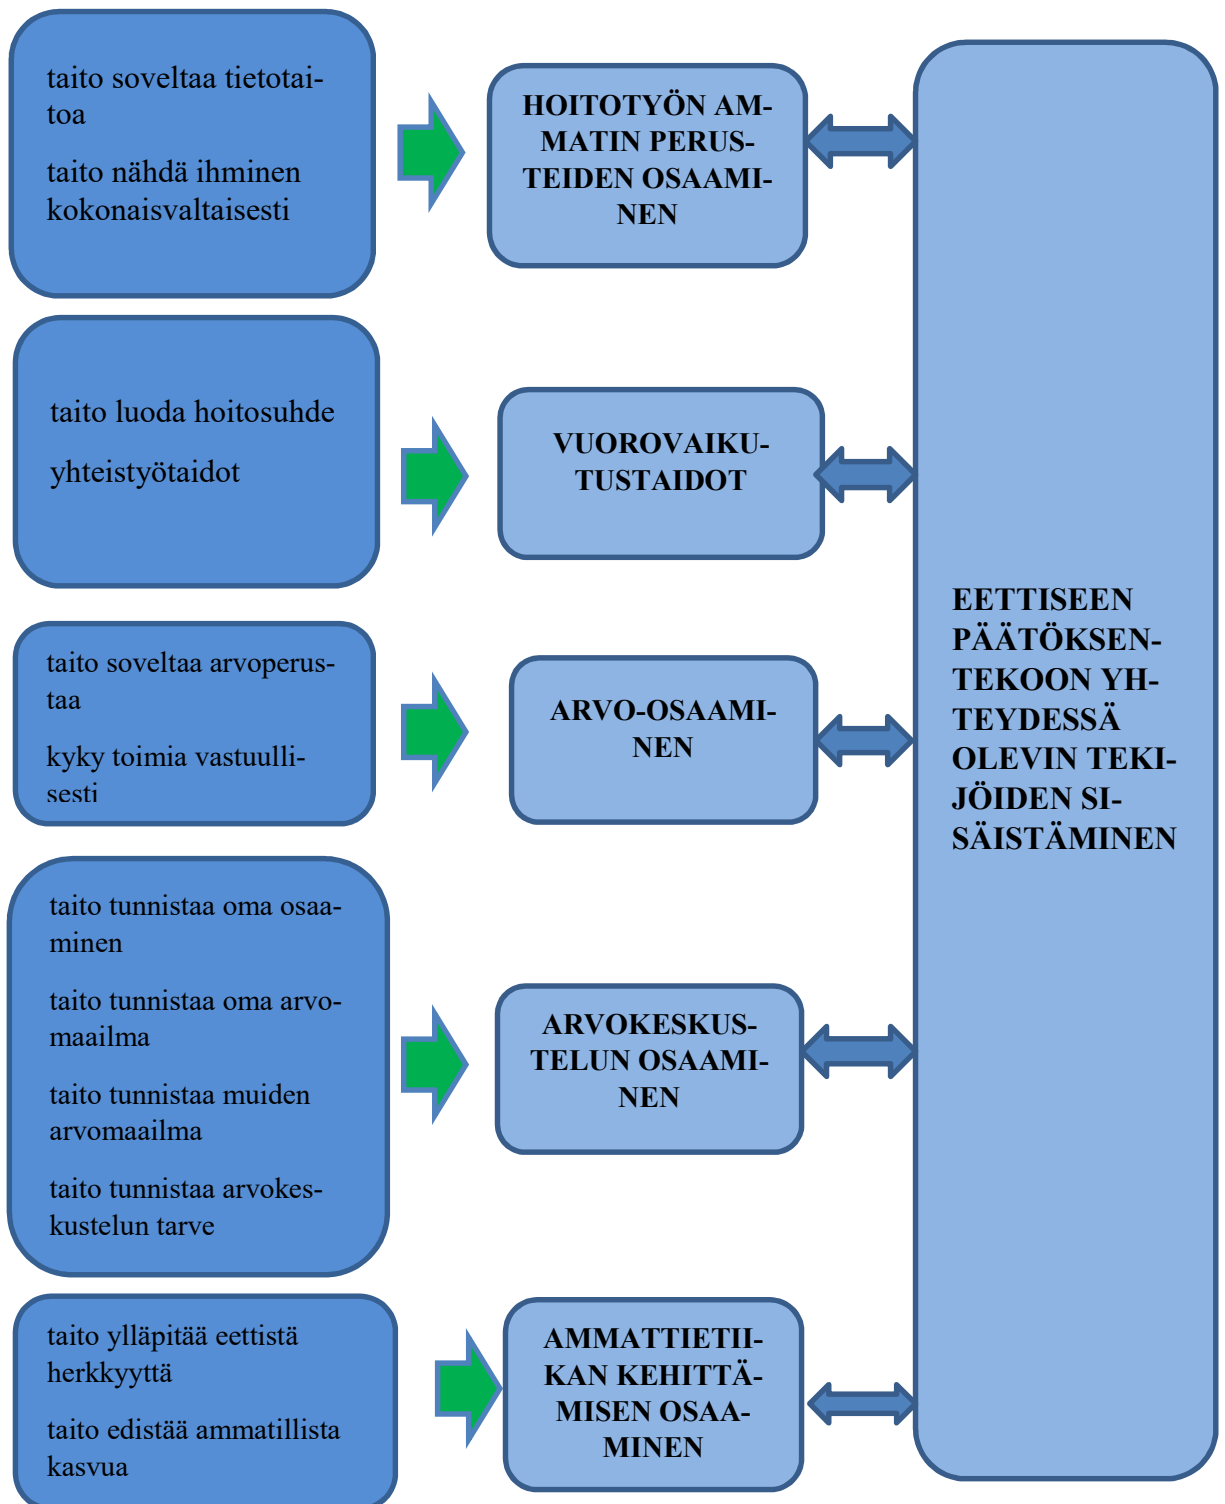 taito soveltaa tietotai-
toa
taito nähdä ihminen
kokonaisvaltaisesti
HOITOTYÖN AM-
MATIN PERUS-
TEIDEN OSAAMI-
NEN
taito luoda hoitosuhde
yhteistyötaidot
VUOROVAIKU-
TUSTAIDOT
taito soveltaa arvoperus-
taa
kyky toimia vastuulli-
sesti
ARVO-OSAAMI-
NEN
taito tunnistaa oma osaa-
minen
taito tunnistaa oma arvo-
maailma
taito tunnistaa muiden
arvomaailma
taito tunnistaa arvokes-
kustelun tarve
ARVOKESKUS-
TELUN OSAAMI-
NEN
taito ylläpitää eettistä
herkkyyttä
taito edistää ammatillista
kasvua
AMMATTIETII-
KAN KEHITTÄ-
MISEN OSAA-
MINEN
EETTISEEN
PÄÄTÖKSEN-
TEKOON YH-
TEYDESSÄ
OLEVIN TEKI-
JÖIDEN SI-
SÄISTÄMINEN